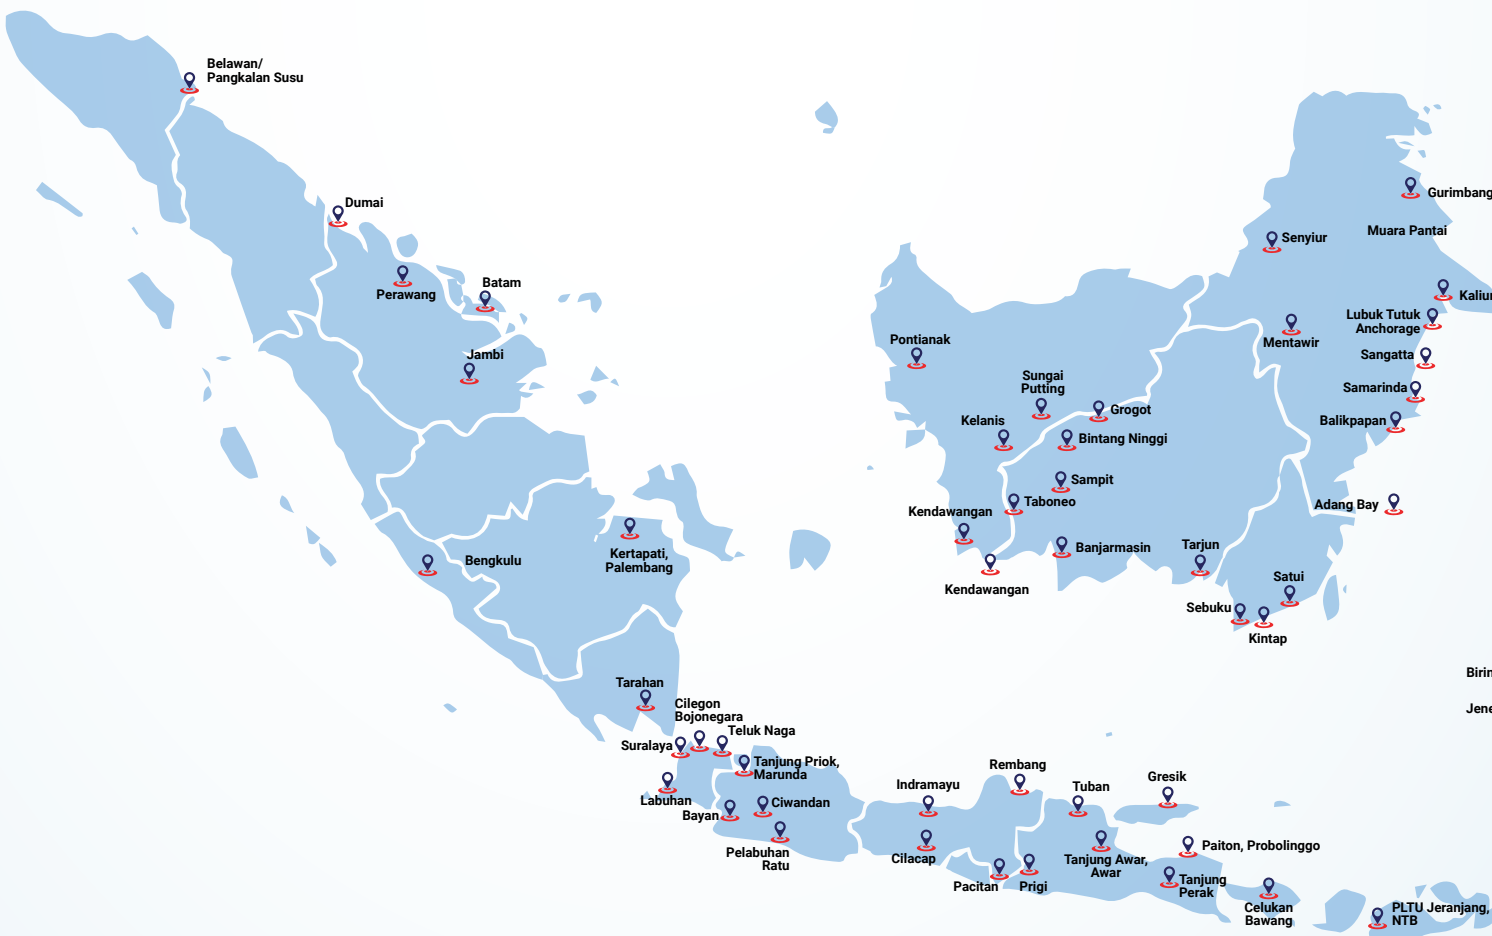 Belawan/
Pangkalan Susu
Dumai
Perawang
Batam
Jambi
Bengkulu
Kertapati,
Palembang
Tarahan
Cilegon
Bojonegara
Suralaya
Teluk Naga
Tanjung Priok,
Marunda
Labuhan
Bayan
Ciwandan
Pelabuhan
Ratu
Indramayu
Cilacap
Rembang
Pacitan
Prigi
Tuban
Tanjung Awar,
Awar
Gresik
Paiton, Probolinggo
Tanjung
Perak
Celukan
Bawang
PLTU Jeranjang,
NTB
Pontianak
Sungai
Putting
Grogot
Kelanis
Bintang Ninggi
Sampit
Taboneo
Kendawangan
Kendawangan
Banjarmasin
Tarjun
Satui
Sebuku
Kintap
Gurimbang
Muara Pantai
Senyiur
Kaliur
Lubuk Tutuk
Anchorage
Mentawir
Sangatta
Samarinda
Balikpapan
Adang Bay
Birin
Jene